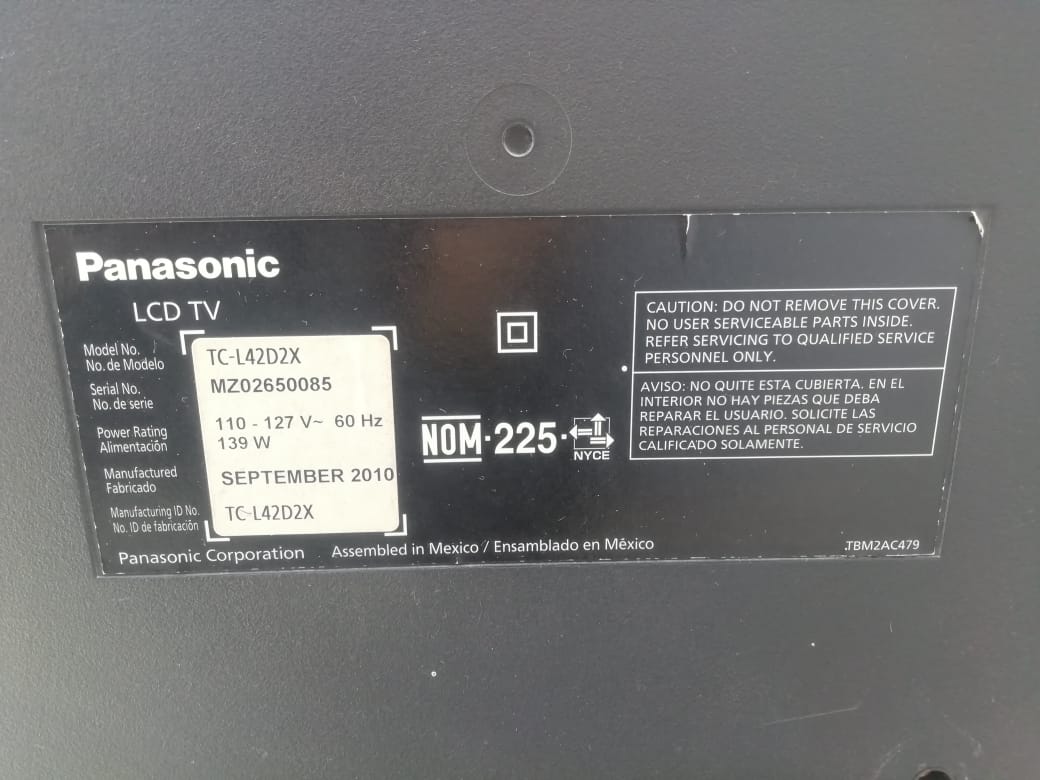 Panasonic
LCD TV
Model No.
No. de Modelo
TC-L42D2X
Serial No.
No. de serie
MZ02650085
Power Rating
Alimentación
110 - 127 V~ 60 Hz
139 W
Manufactured
Fabricado
SEPTEMBER 2010
Manufacturing ID No.
No. ID de fabricación
TC-L42D2X
Panasonic Corporation
Assembled in Mexico / Ensamblado en México
NOM·225·
NYCE
CAUTION: DO NOT REMOVE THIS COVER.
NO USER SERVICEABLE PARTS INSIDE.
REFER SERVICING TO QUALIFIED SERVICE
PERSONNEL ONLY.
AVISO: NO QUITE ESTA CUBIERTA. EN EL
INTERIOR NO HAY PIEZAS QUE DEBA
REPARAR EL USUARIO. SOLICITE LAS
REPARACIONES AL PERSONAL DE SERVICIO
CALIFICADO SOLAMENTE.
TBM2AC479